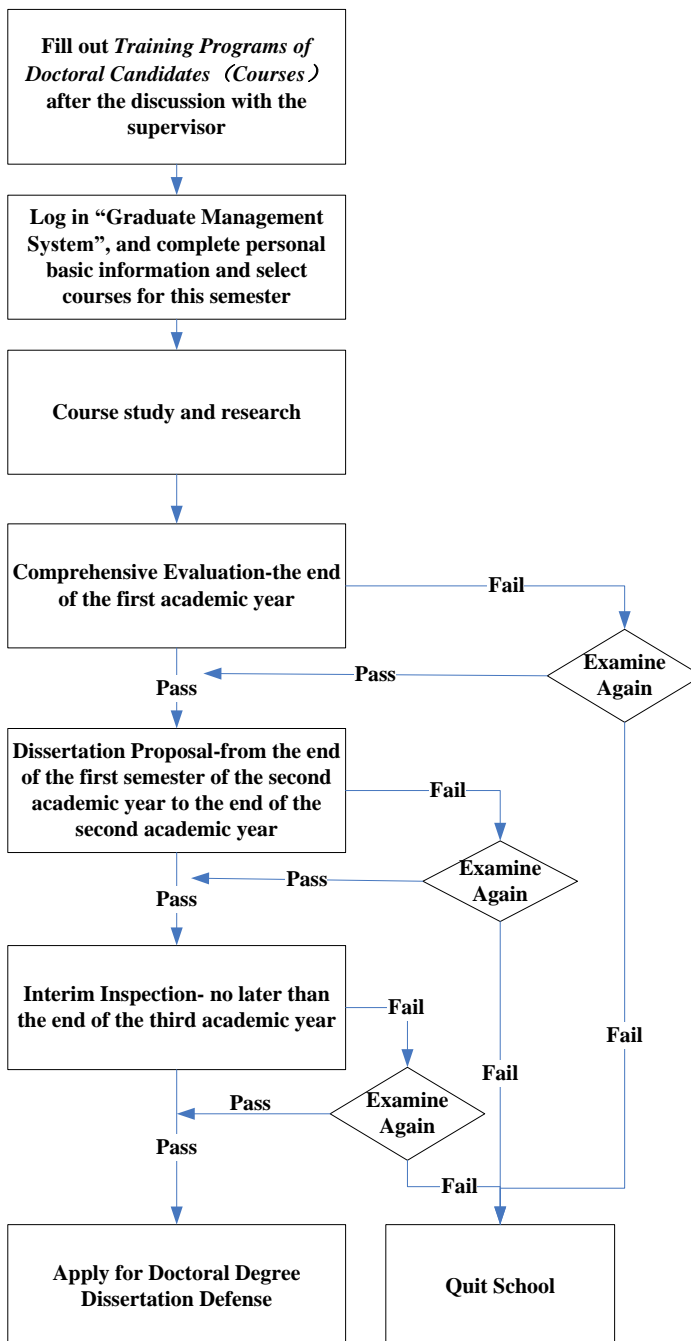 Fill out Training Programs of
Doctoral Candidates（Courses）
after the discussion with the
supervisor
Log in “Graduate Management
System”, and complete personal
basic information and select
courses for this semester
Course study and research
Comprehensive Evaluation-the end
of the first academic year
Fail
Examine
Again
Pass
Pass
Dissertation Proposal-from the end
of the first semester of the second
academic year to the end of the
second academic year
Fail
Examine
Again
Pass
Pass
Interim Inspection- no later than
the end of the third academic year
Fail
Fail
Fail
Examine
Again
Pass
Pass
Fail
Apply for Doctoral Degree
Dissertation Defense
Quit School